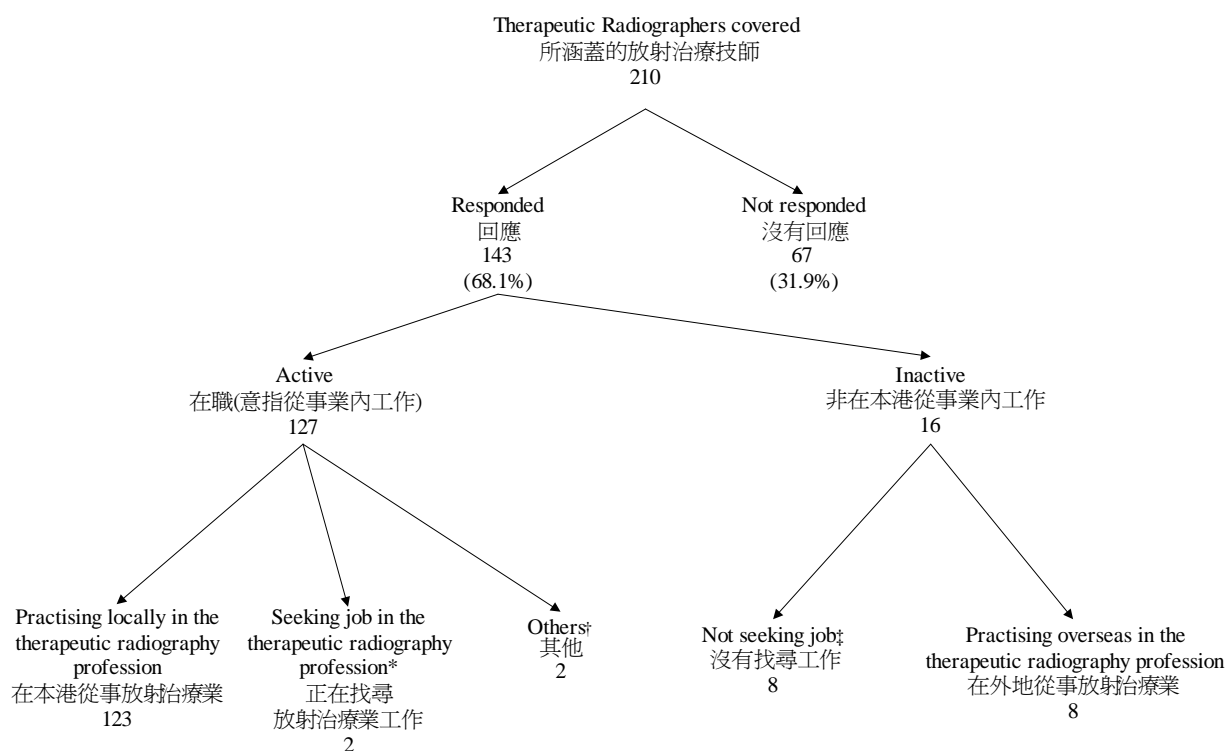 Therapeutic Radiographers covered
所涵蓋的放射治療技師
210
Responded
回應
143
(68.1%)
Not responded
沒有回應
67
(31.9%)
Active
在職(意指從事業內工作)
127
Inactive
非在本港從事業內工作
16
Practising locally in the
therapeutic radiography
profession
在本港從事放射治療業
123
Seeking job in the
therapeutic radiography
profession*
正在找尋
放射治療業工作
2
Others†
其他
2
Not seeking job‡
沒有找尋工作
8
Practising overseas in the
therapeutic radiography profession
在外地從事放射治療業
8